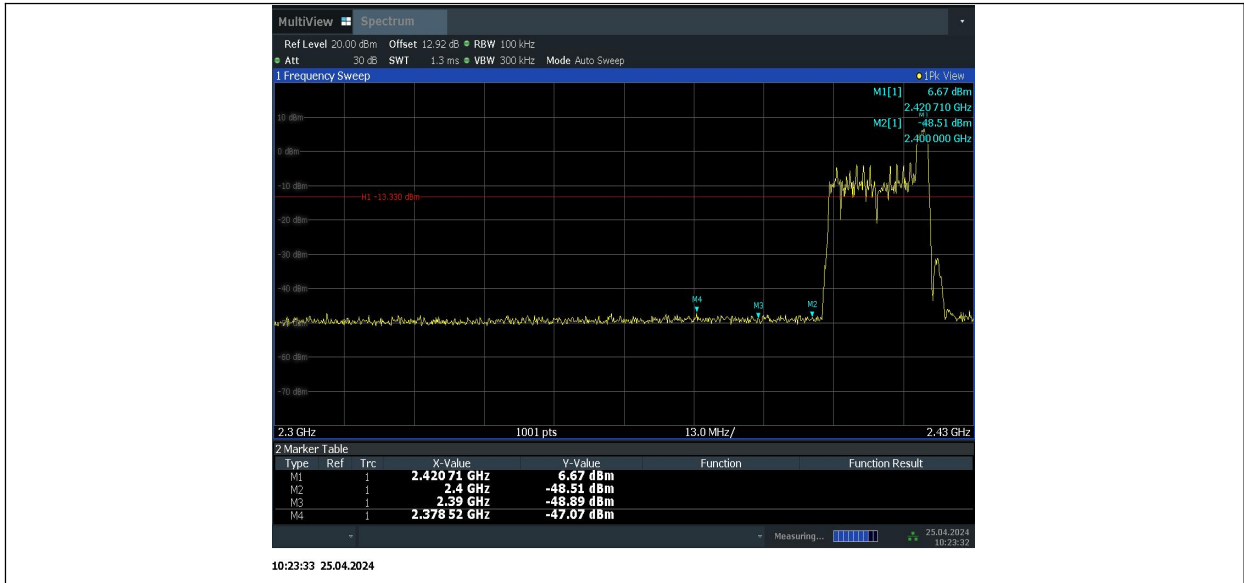 MultiView Spectrum
Ref Level 20.00 dBm Offset 12.92 dB RBW 100 kHz
Att 30 dB SWT 1.3 ms VBW 300 kHz Mode Auto Sweep
1 Frequency Sweep 1Pk View
M1[1] 6.67 dBm
2.420 710 GHz
M2[1] -48.51 dBm
2.400 000 GHz
M1
10 dBm
0 dBm
-10 dBm
H1 -13.330 dBm
-20 dBm
-30 dBm
-40 dBm
M4 M3 M2
-60 dBm
-70 dBm
2.3 GHz 1001 pts 13.0 MHz/ 2.43 GHz
2 Marker Table
Type Ref Trc X-Value Y-Value Function Function Result
M1 1 2.420 71 GHz 6.67 dBm
M2 1 2.4 GHz -48.51 dBm
M3 1 2.39 GHz -48.89 dBm
M4 1 2.378 52 GHz -47.07 dBm
Measuring... 25.04.2024
10:23:32
10:23:33 25.04.2024